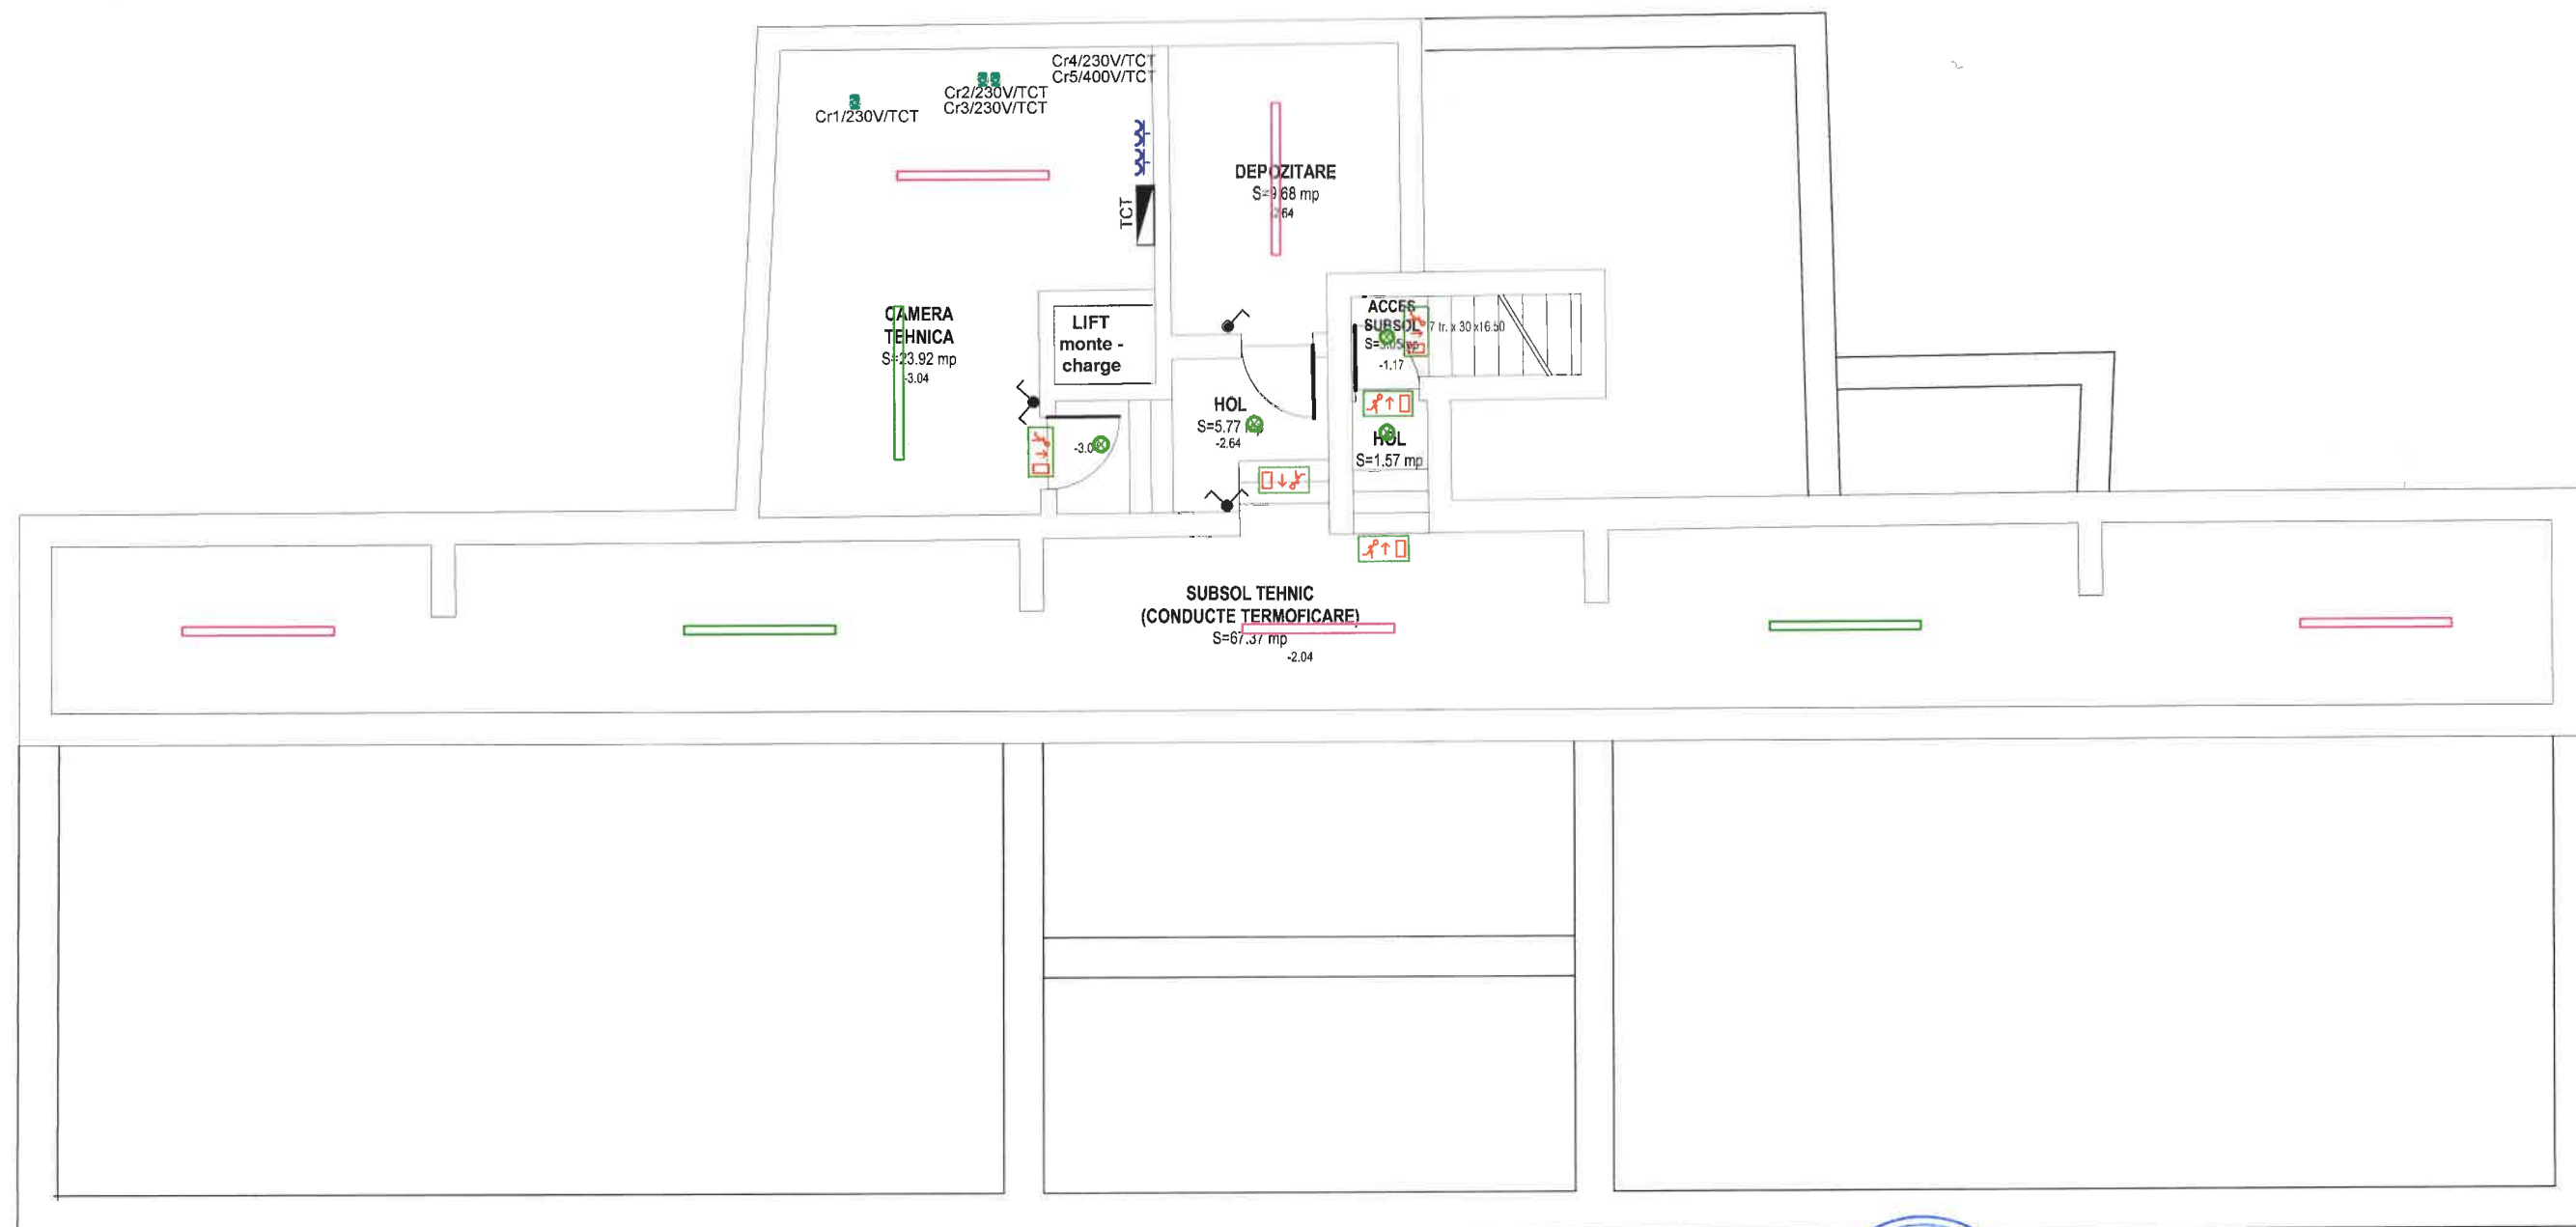 Cr4/230V/TCT
Cr5/400V/TCT
Cr2/230V/TCT
Cr3/230V/TCT
Cr1/230V/TCT
TCT
DEPOZITARE
S=9.68 mp
CAMERA
TEHNICA
S=23.92 mp
-3.04
LIFT
monte -
charge
ACCES
SUBSOL
7 tr. x 30 x16.50
-1.17
HOL
S=5.77
-2.64
HOL
S=1.57 mp
SUBSOL TEHNIC
(CONDUCTE TERMOFICARE)
S=67.37 mp
-2.04